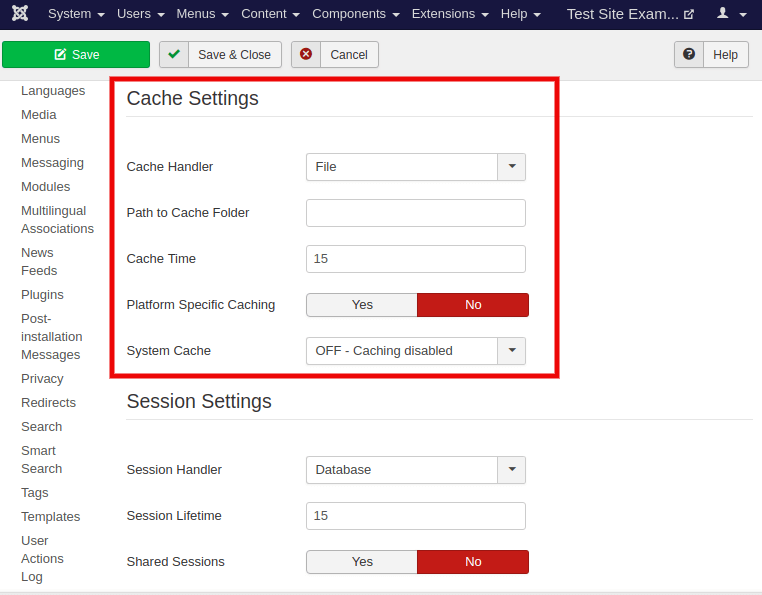 System Users Menus Content Components Extensions Help Test Site Exam...
Save Save & Close Cancel Help
Languages
Media
Menus
Messaging
Modules
Multilingual
Associations
News
Feeds
Plugins
Post-
installation
Messages
Privacy
Redirects
Search
Smart
Search
Tags
Templates
User
Actions
Log
Cache Settings
Cache Handler File
Path to Cache Folder
Cache Time 15
Platform Specific Caching Yes No
System Cache OFF - Caching disabled
Session Settings
Session Handler Database
Session Lifetime 15
Shared Sessions Yes No